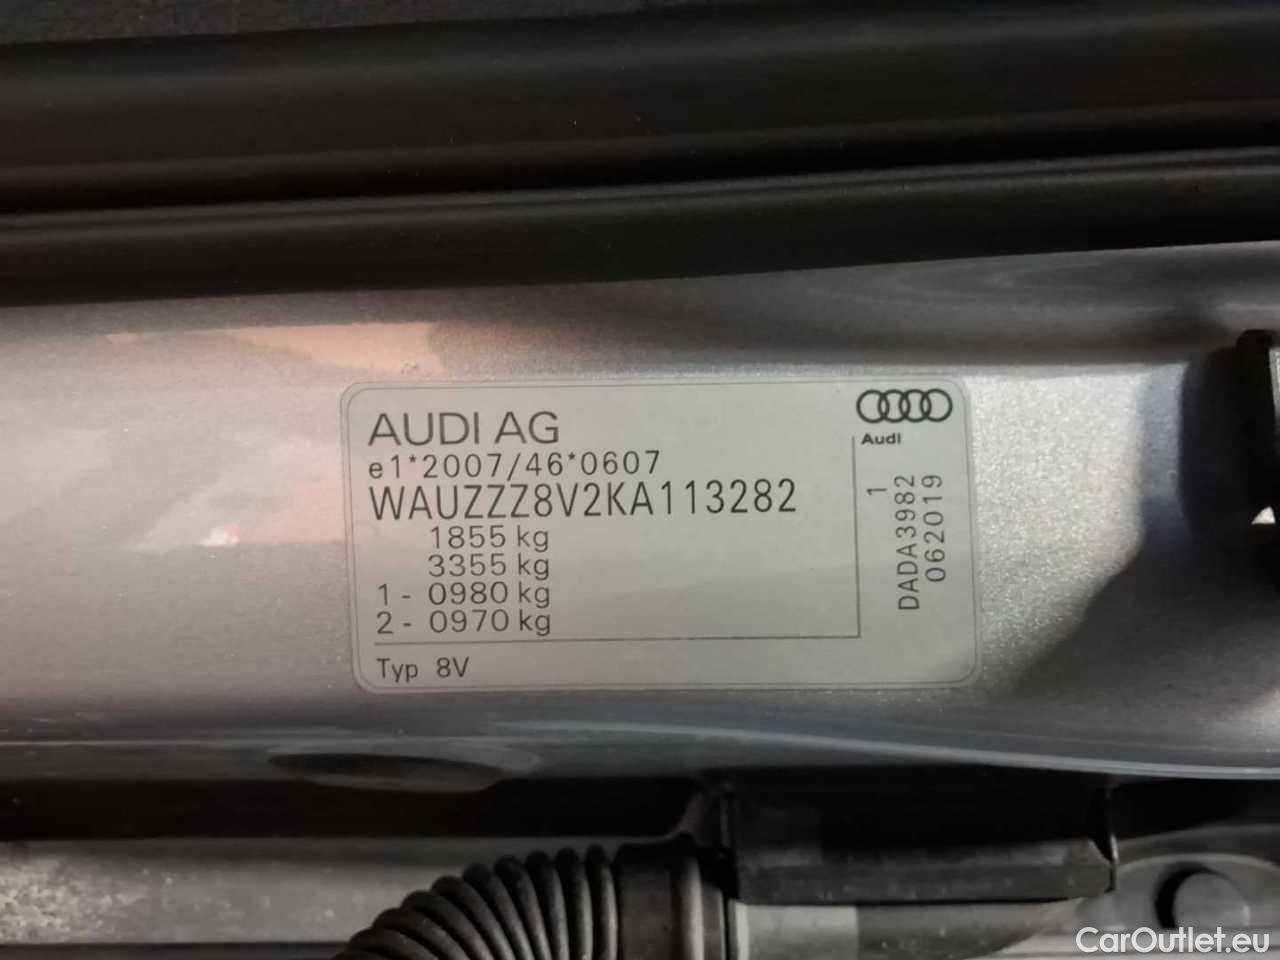 AUDI AG
Audi
e1*2007/46*0607
WAUZZZ8V2KA113282
1855 kg
3355 kg
1 - 0980 kg
2 - 0970 kg
Typ 8V
1
DADA3982
062019
CarOutlet.eu